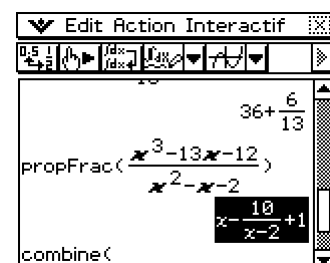 Edit Action Interactif
36+6/13
propFrac((x^3-13x-12)/(x^2-x-2))
x-10/(x-2)+1
combine(